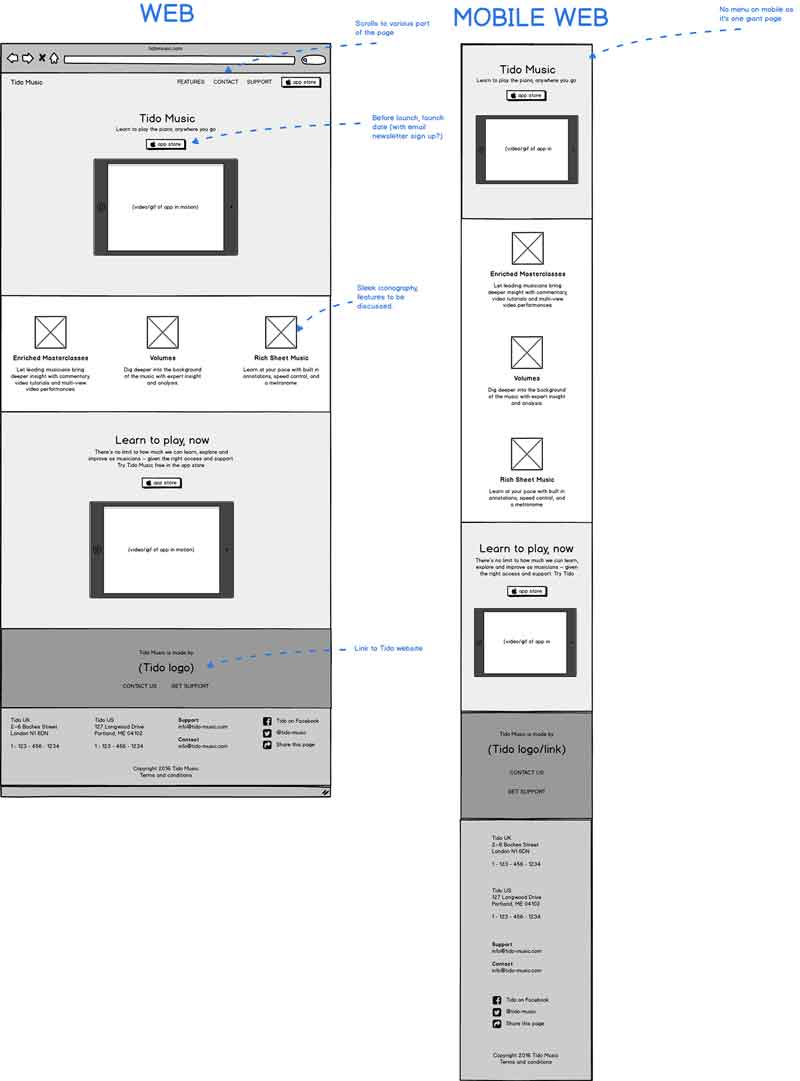 WEB
MOBILE WEB
Scrolls to various part
of the page
No menu on mobile as
it's one giant page
tidomusic.com
Tido Music
FEATURES CONTACT SUPPORT app store
Tido Music
Learn to play the piano, anywhere you go
app store
(video/gif of app in motion)
Before launch, launch
date (with email
newsletter sign up?)
Sleek iconography,
features to be
discussed.
Enriched Masterclasses
Let leading musicians bring
deeper insight with commentary,
video tutorials and multi-view
video performances
Volumes
Dig deeper into the background
of the music with expert insight
and analysis.
Rich Sheet Music
Learn at your pace with built in
annotations, speed control, and
a metronome
Learn to play, now
There's no limit to how much we can learn, explore and
improve as musicians – given the right access and support.
Try Tido Music free in the app store
app store
(video/gif of app in motion)
Tido Music is made by
(Tido logo)
CONTACT US GET SUPPORT
Link to Tido website
Tido UK
2-6 Boches Street
London N1 6DN
1 - 123 - 456 - 1234
Tido US
127 Longwood Drive
Portland, ME 04102
1 - 123 - 456 - 1234
Support
info@tido-music.com
Contact
info@tido-music.com
Tido on Facebook
@tido-music
Share this page
Copyright 2016 Tido Music
Terms and conditions
Tido Music
Learn to play the piano, anywhere you go
app store
(video/gif of app in
Enriched Masterclasses
Let leading musicians bring
deeper insight with commentary,
video tutorials and multi-view
video performances
Volumes
Dig deeper into the background
of the music with expert insight
and analysis.
Rich Sheet Music
Learn at your pace with built in
annotations, speed control, and
a metronome
Learn to play, now
There's no limit to how much we can learn,
explore and improve as musicians – given
the right access and support. Try Tido
app store
(video/gif of app in
Tido Music is made by
(Tido logo/link)
CONTACT US
GET SUPPORT
Tido UK
2-6 Boches Street
London N1 6DN
1 - 123 - 456 - 1234
Tido US
127 Longwood Drive
Portland, ME 04102
1 - 123 - 456 - 1234
Support
info@tido-music.com
Contact
info@tido-music.com
Tido on Facebook
@tido-music
Share this page
Copyright 2016 Tido Music
Terms and conditions